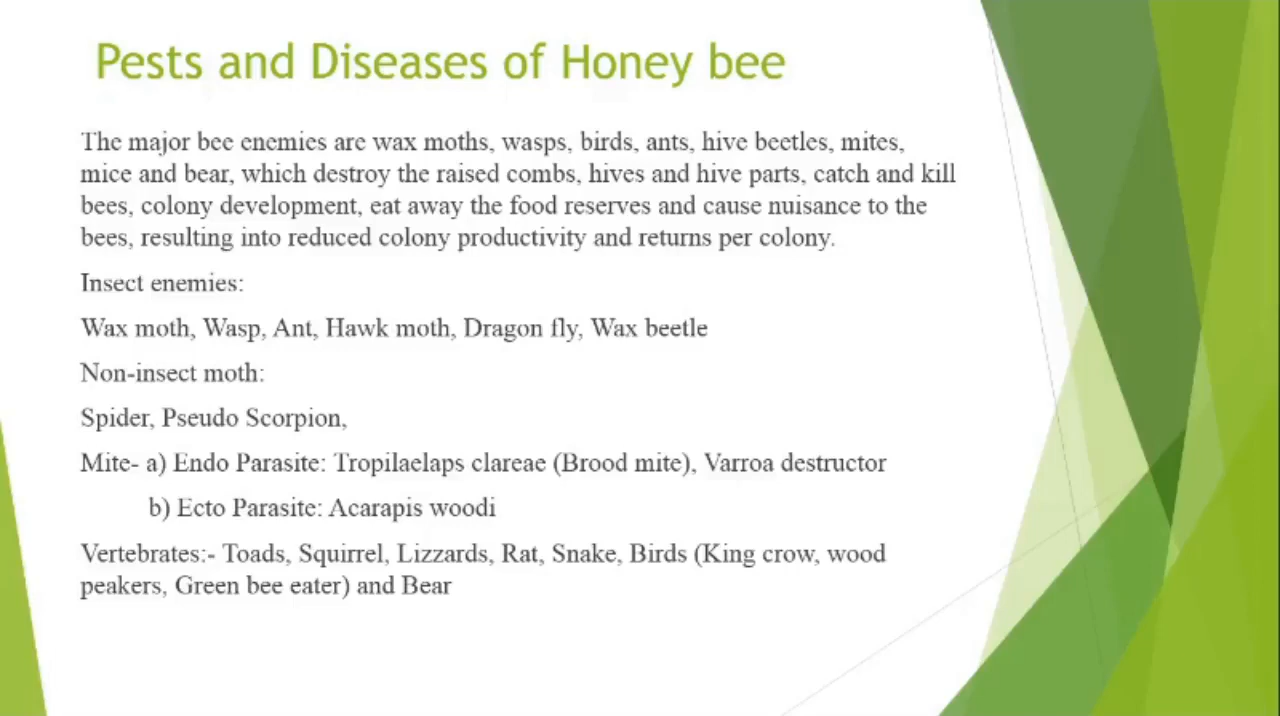 Pests and Diseases of Honey bee
The major bee enemies are wax moths, wasps, birds, ants, hive beetles, mites,
mice and bear, which destroy the raised combs, hives and hive parts, catch and kill
bees, colony development, eat away the food reserves and cause nuisance to the
bees, resulting into reduced colony productivity and returns per colony.
Insect enemies:
Wax moth, Wasp, Ant, Hawk moth, Dragon fly, Wax beetle
Non-insect moth:
Spider, Pseudo Scorpion,
Mite- a) Endo Parasite: Tropilaelaps clareae (Brood mite), Varroa destructor
b) Ecto Parasite: Acarapis woodi
Vertebrates:- Toads, Squirrel, Lizzards, Rat, Snake, Birds (King crow, wood
peakers, Green bee eater) and Bear